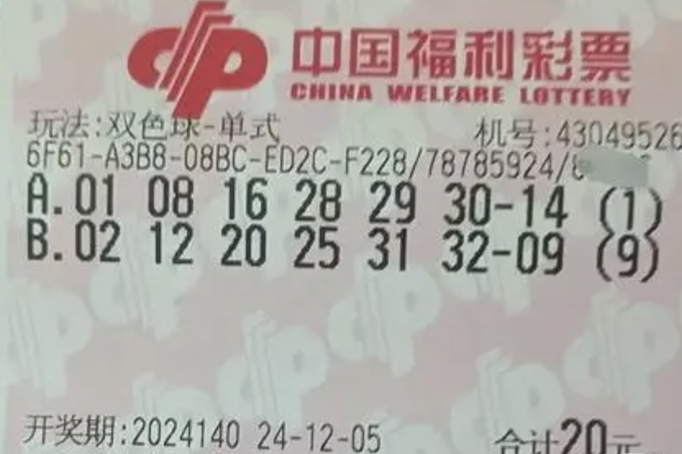 中国福利彩票
CHINA WELFARE LOTTERY
玩法:双色球-单式 机号:43049526
6F61-A3B8-08BC-ED2C-F228/78785924/
A.01 08 16 28 29 30-14 (1)
B.02 12 20 25 31 32-09 (9)
开奖期:2024140 24-12-05 合计20元